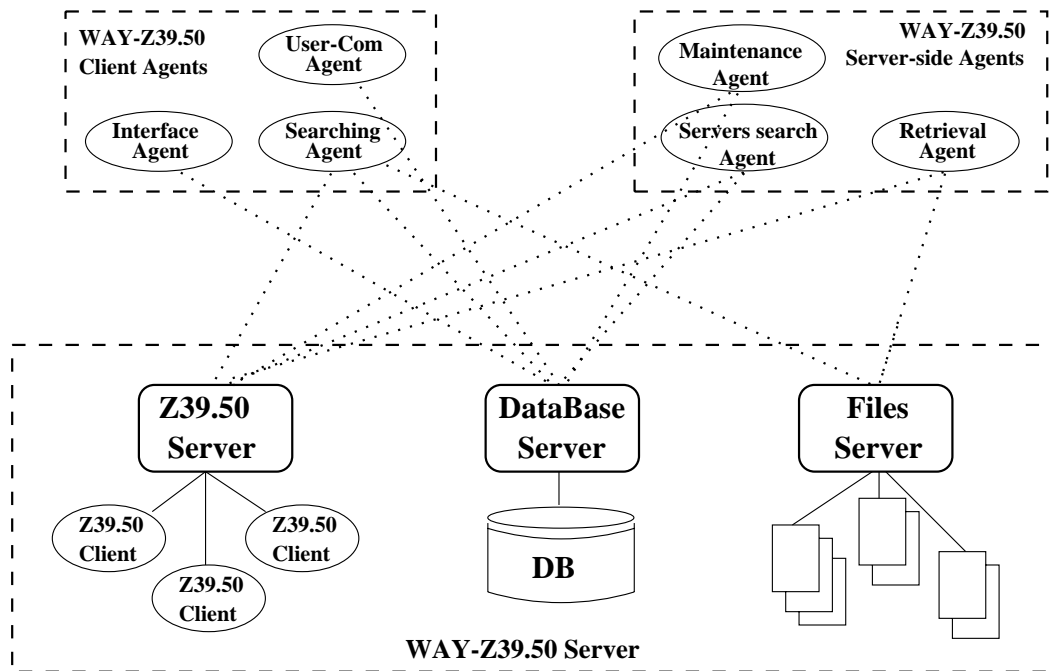 WAY-Z39.50
Client Agents
User-Com
Agent
Interface
Agent
Searching
Agent
WAY-Z39.50
Server-side Agents
Maintenance
Agent
Servers search
Agent
Retrieval
Agent
Z39.50
Server
DataBase
Server
Files
Server
Z39.50
Client
Z39.50
Client
Z39.50
Client
DB
WAY-Z39.50 Server